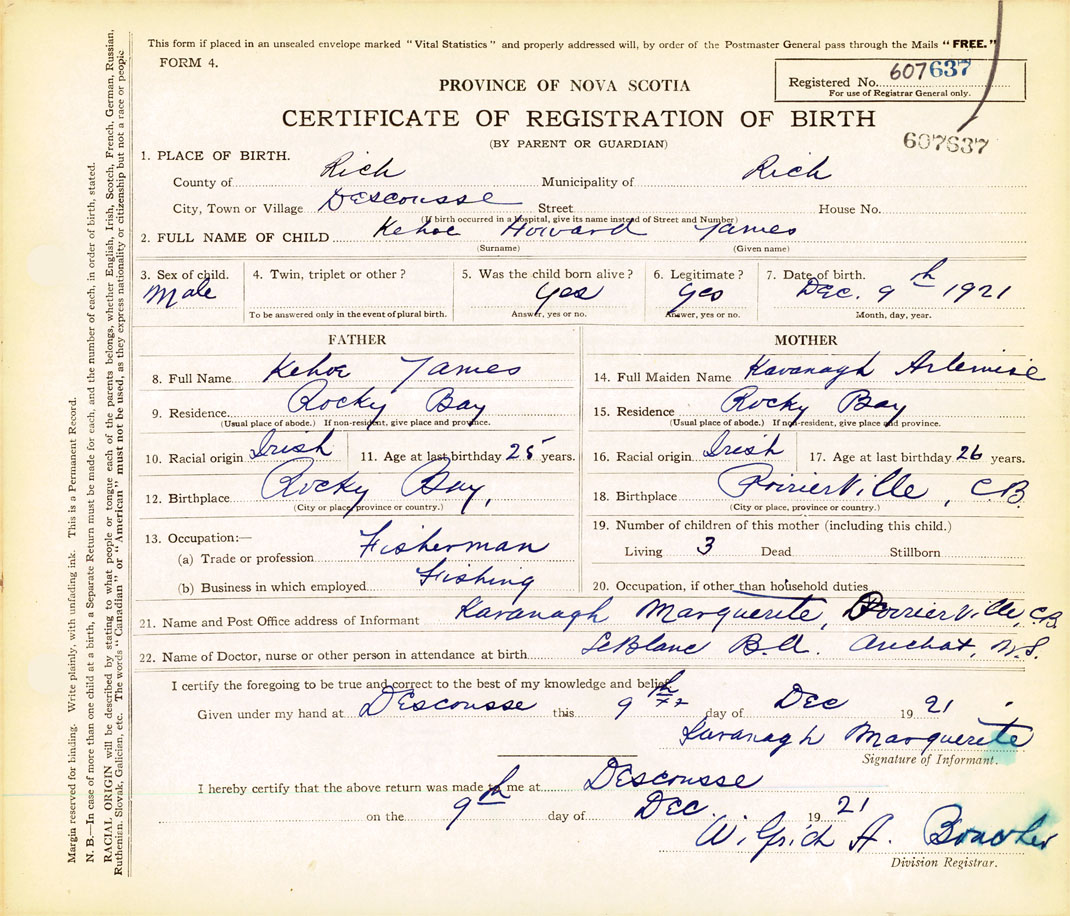 This form if placed in an unsealed envelope marked "Vital Statistics" and properly addressed will, by order of the Postmaster General pass through the Mails "FREE."
FORM 4.
Registered No. 607637
For use of Registrar General only.
PROVINCE OF NOVA SCOTIA
CERTIFICATE OF REGISTRATION OF BIRTH
607637
(BY PARENT OR GUARDIAN)
1. PLACE OF BIRTH.
County of Rich Municipality of Rich
City, Town or Village Descousse Street House No.
(If birth occurred in a hospital, give its name instead of Street and Number)
2. FULL NAME OF CHILD Kehoe Howard James
(Surname) (Given name)
3. Sex of child. 4. Twin, triplet or other? 5. Was the child born alive? 6. Legitimate? 7. Date of birth.
Male yes yes Dec. 9th 1921
To be answered only in the event of plural birth. Answer, yes or no. Answer, yes or no. Month, day, year.
FATHER MOTHER
8. Full Name Kehoe James
14. Full Maiden Name Kavanagh Artemise
9. Residence Rocky Bay
15. Residence Rocky Bay
(Usual place of abode.) If non-resident, give place and province.
(Usual place of abode.) If non-resident, give place and province.
10. Racial origin Irish 11. Age at last birthday 25 years.
16. Racial origin Irish 17. Age at last birthday 26 years.
12. Birthplace Rocky Bay,
18. Birthplace PoirierVille, CB
(City or place, province or country.)
(City or place, province or country.)
13. Occupation:—
19. Number of children of this mother (including this child.)
(a) Trade or profession Fisherman
Living 3 Dead Stillborn
(b) Business in which employed Fishing
20. Occupation, if other than household duties
21. Name and Post Office address of Informant Kavanagh Marguerite, PoirierVille, C.B.
22. Name of Doctor, nurse or other person in attendance at birth LeBlanc B.A. Arichat, N.S.
I certify the foregoing to be true and correct to the best of my knowledge and belief.
Given under my hand at Descousse this 9th day of Dec 1921
Kavanagh Marguerite
Signature of Informant.
I hereby certify that the above return was made to me at Descousse
on the 9th day of Dec. 1921
Wilfrid A.
Division Registrar.
Margin reserved for binding. Write plainly, with unfading ink. This is a Permanent Record.
N. B.—In case of more than one child at a birth, a Separate Return must be made for each, and the number of each, in order of birth, stated.
RACIAL ORIGIN will be described by stating to what people or tongue each of the parents belongs, whether English, Irish, Scotch, French, German, Russian,
Ruthenian, Slovak, Galician, etc. The words "Canadian" or "American" must not be used, as they express nationality or citizenship but not a race or people